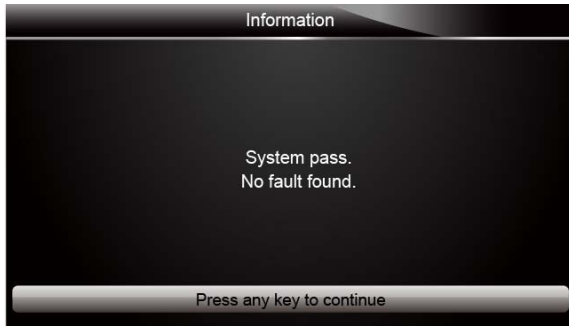 Information
System pass.
No fault found.
Press any key to continue